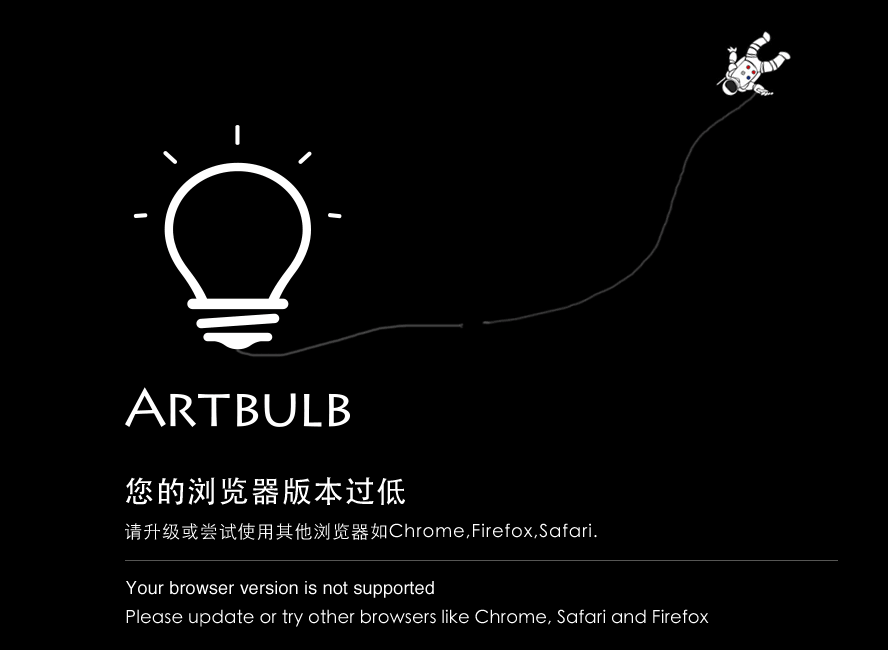 ARTBULB
您的浏览器版本过低
请升级或尝试使用其他浏览器如Chrome,Firefox,Safari.
Your browser version is not supported
Please update or try other browsers like Chrome, Safari and Firefox